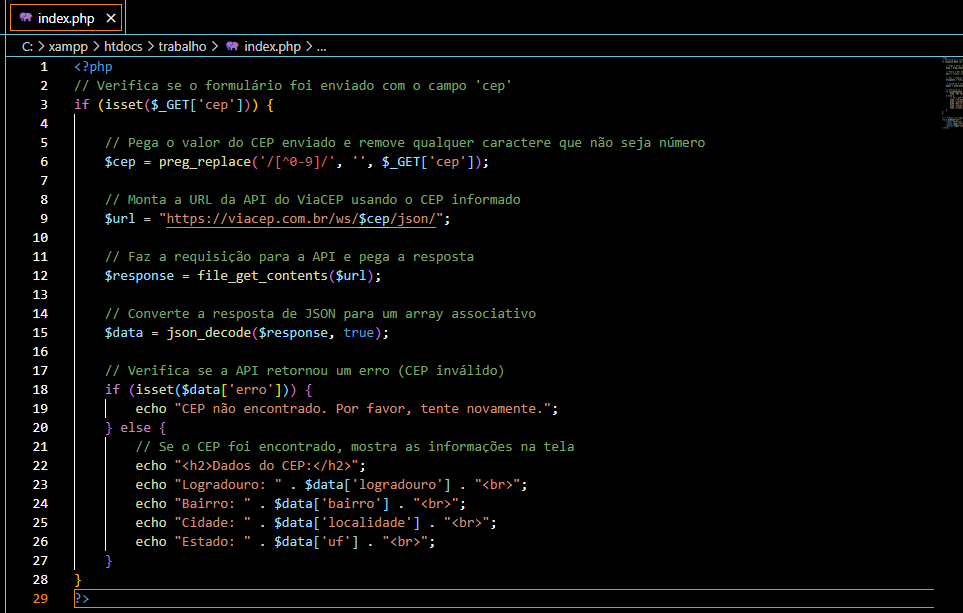 index.php
C: > xampp > htdocs > trabalho > index.php > ...
1 <?php
2 // Verifica se o formulário foi enviado com o campo 'cep'
3 if (isset($_GET['cep'])) {
4
5     // Pega o valor do CEP enviado e remove qualquer caractere que não seja número
6     $cep = preg_replace('/[^0-9]/', '', $_GET['cep']);
7
8     // Monta a URL da API do ViaCEP usando o CEP informado
9     $url = "https://viacep.com.br/ws/$cep/json/";
10
11     // Faz a requisição para a API e pega a resposta
12     $response = file_get_contents($url);
13
14     // Converte a resposta de JSON para um array associativo
15     $data = json_decode($response, true);
16
17     // Verifica se a API retornou um erro (CEP inválido)
18     if (isset($data['erro'])) {
19         echo "CEP não encontrado. Por favor, tente novamente.";
20     } else {
21         // Se o CEP foi encontrado, mostra as informações na tela
22         echo "<h2>Dados do CEP:</h2>";
23         echo "Logradouro: " . $data['logradouro'] . "<br>";
24         echo "Bairro: " . $data['bairro'] . "<br>";
25         echo "Cidade: " . $data['localidade'] . "<br>";
26         echo "Estado: " . $data['uf'] . "<br>";
27     }
28 }
29 ?>